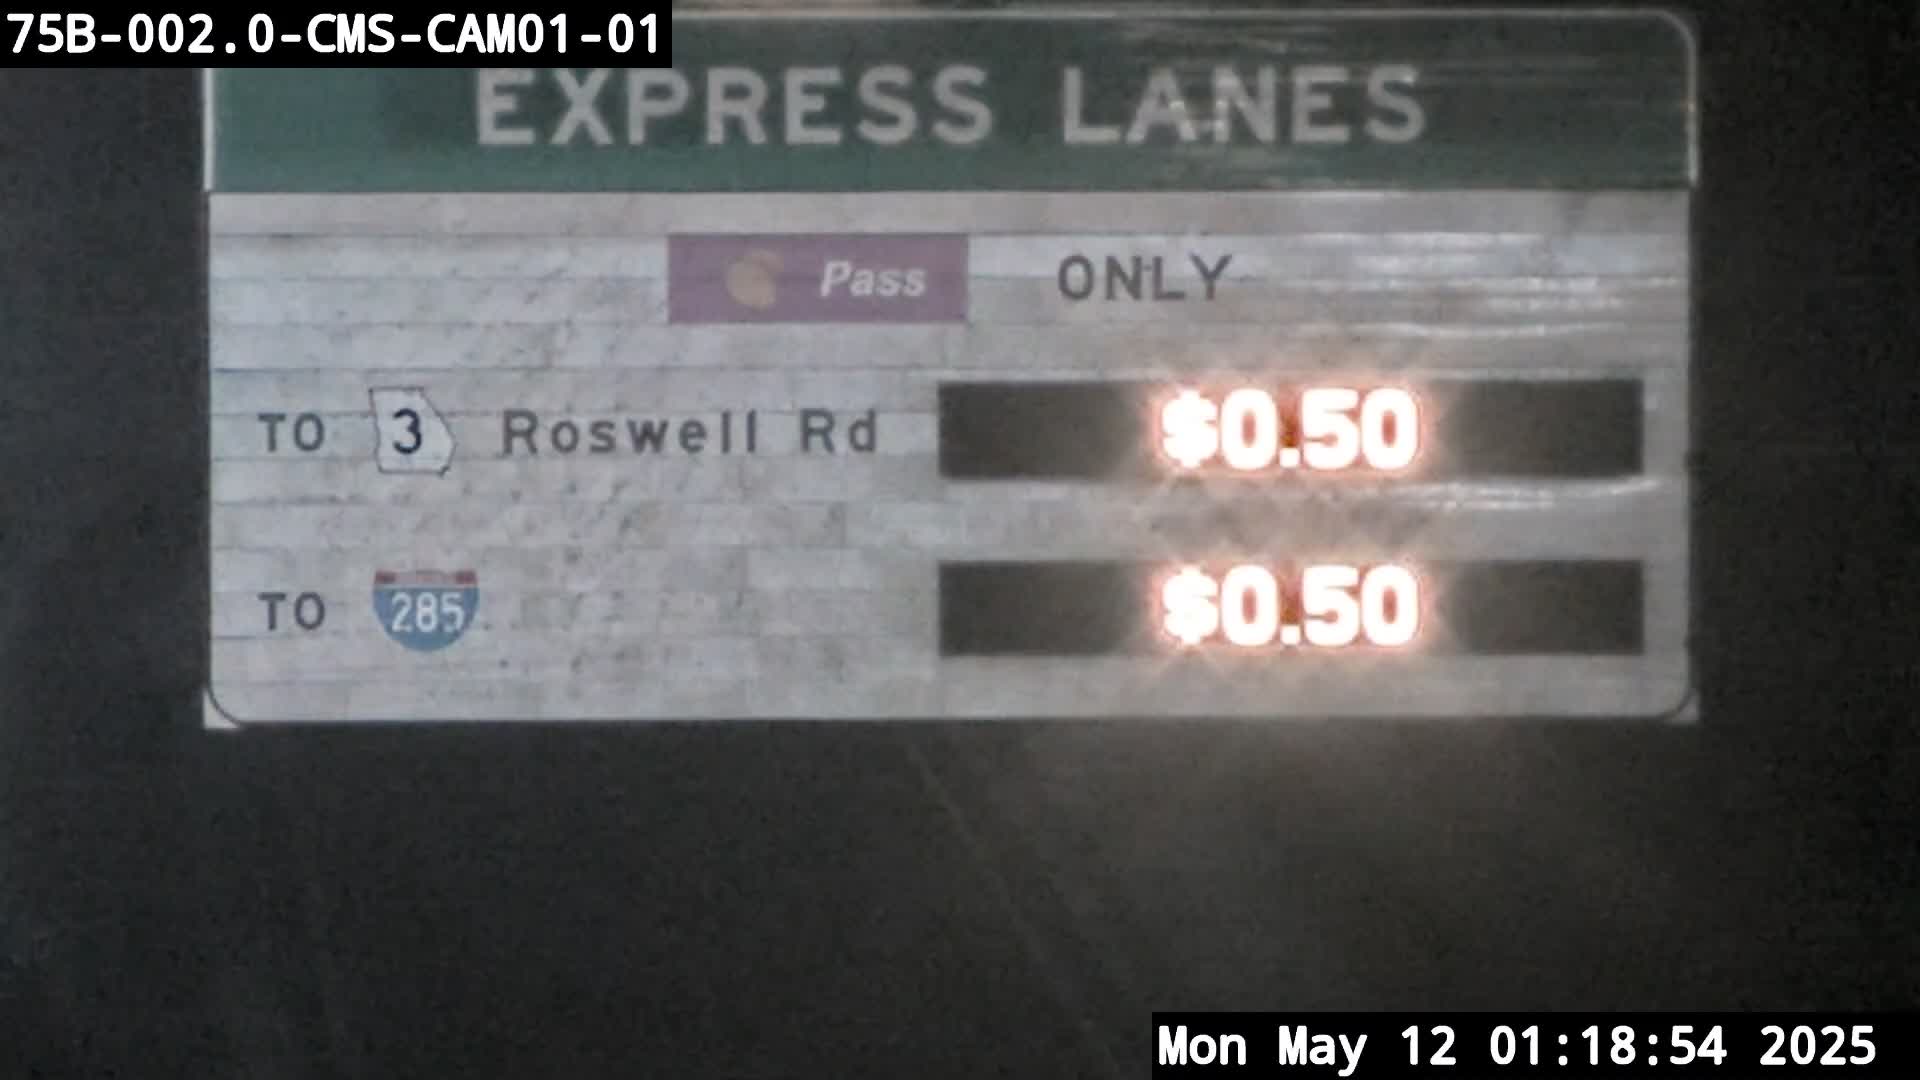 75B-002.0-CMS-CAM01-01
EXPRESS LANES
Pass ONLY
TO 3 Roswell Rd $0.50
TO 285 $0.50
Mon May 12 01:18:54 2025